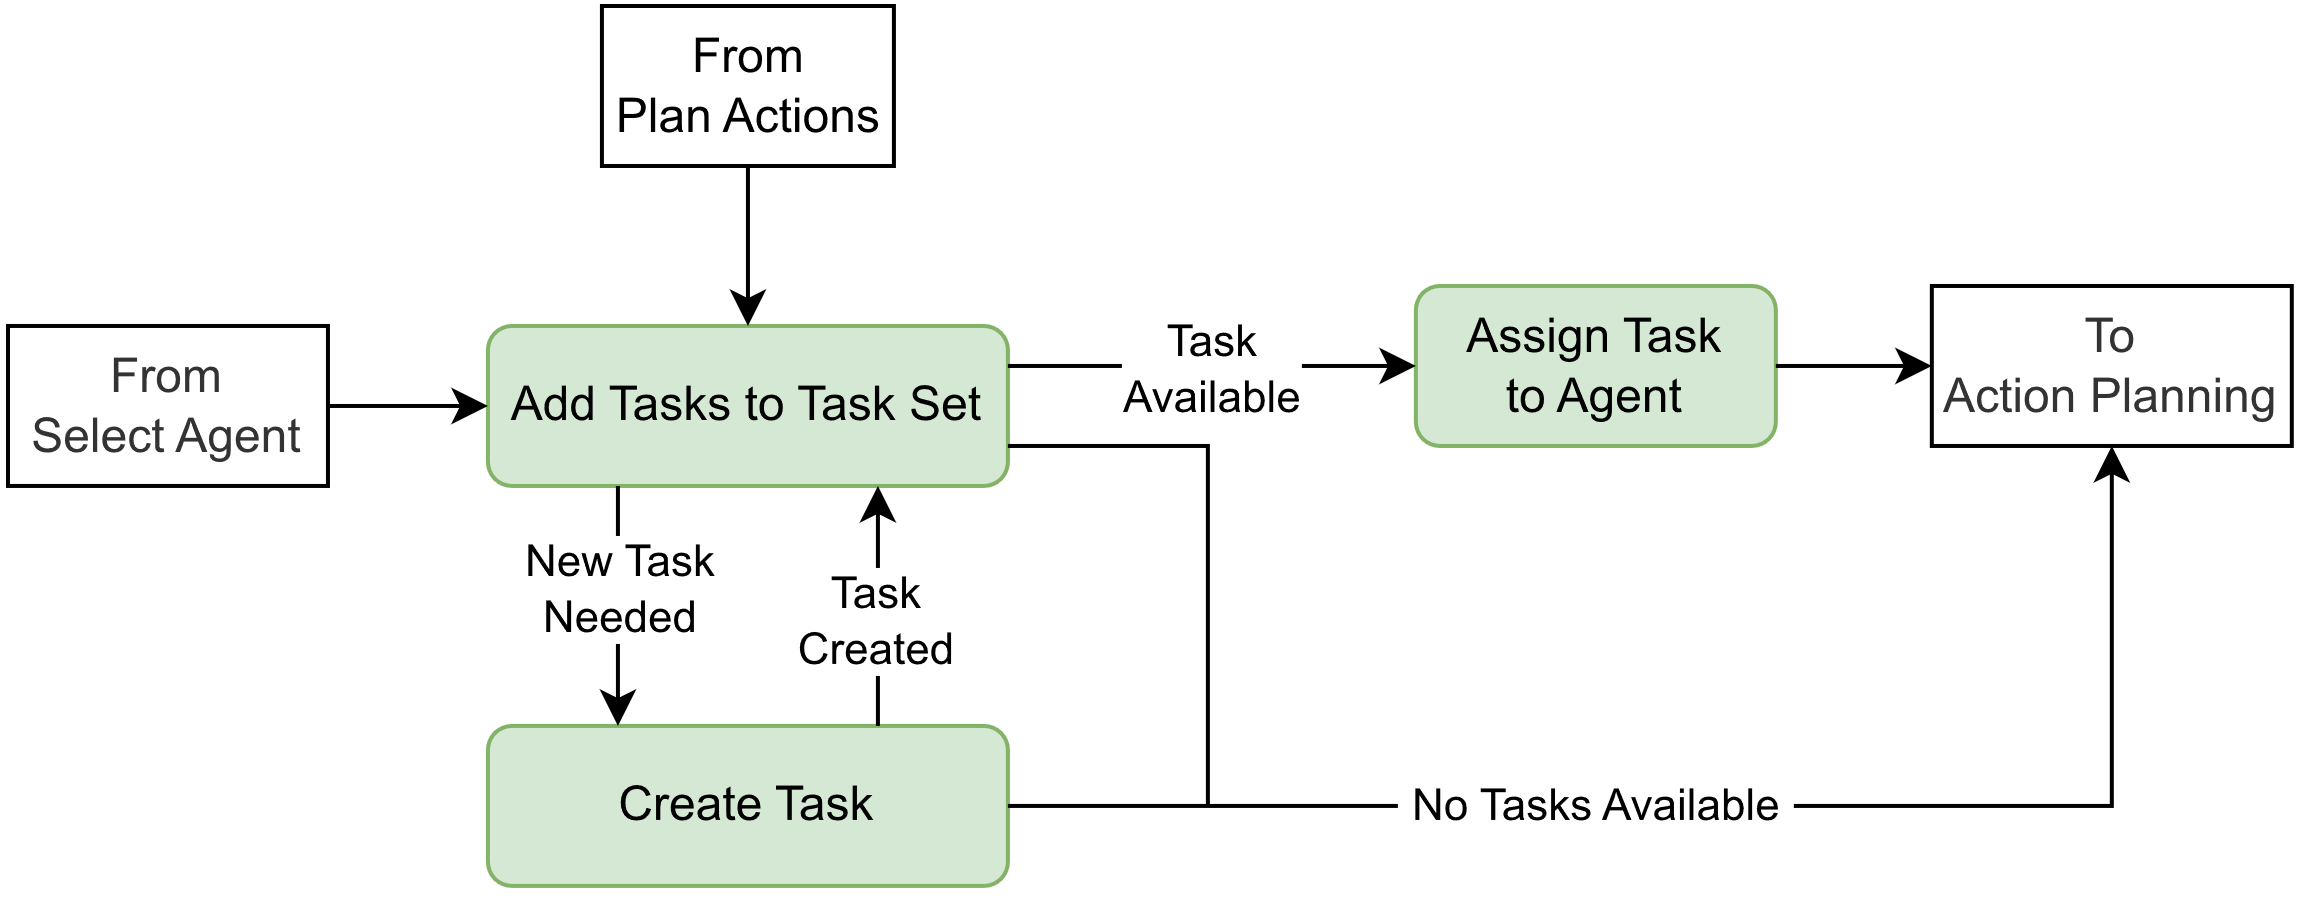 From
Plan Actions
From
Select Agent
Add Tasks to Task Set
Task
Available
Assign Task
to Agent
To
Action Planning
New Task
Needed
Task
Created
Create Task
No Tasks Available